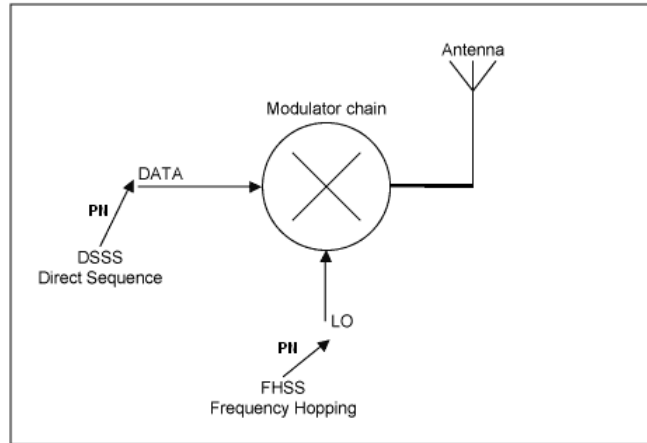 Antenna
Modulator chain
DATA
PN
DSSS
Direct Sequence
LO
PN
FHSS
Frequency Hopping